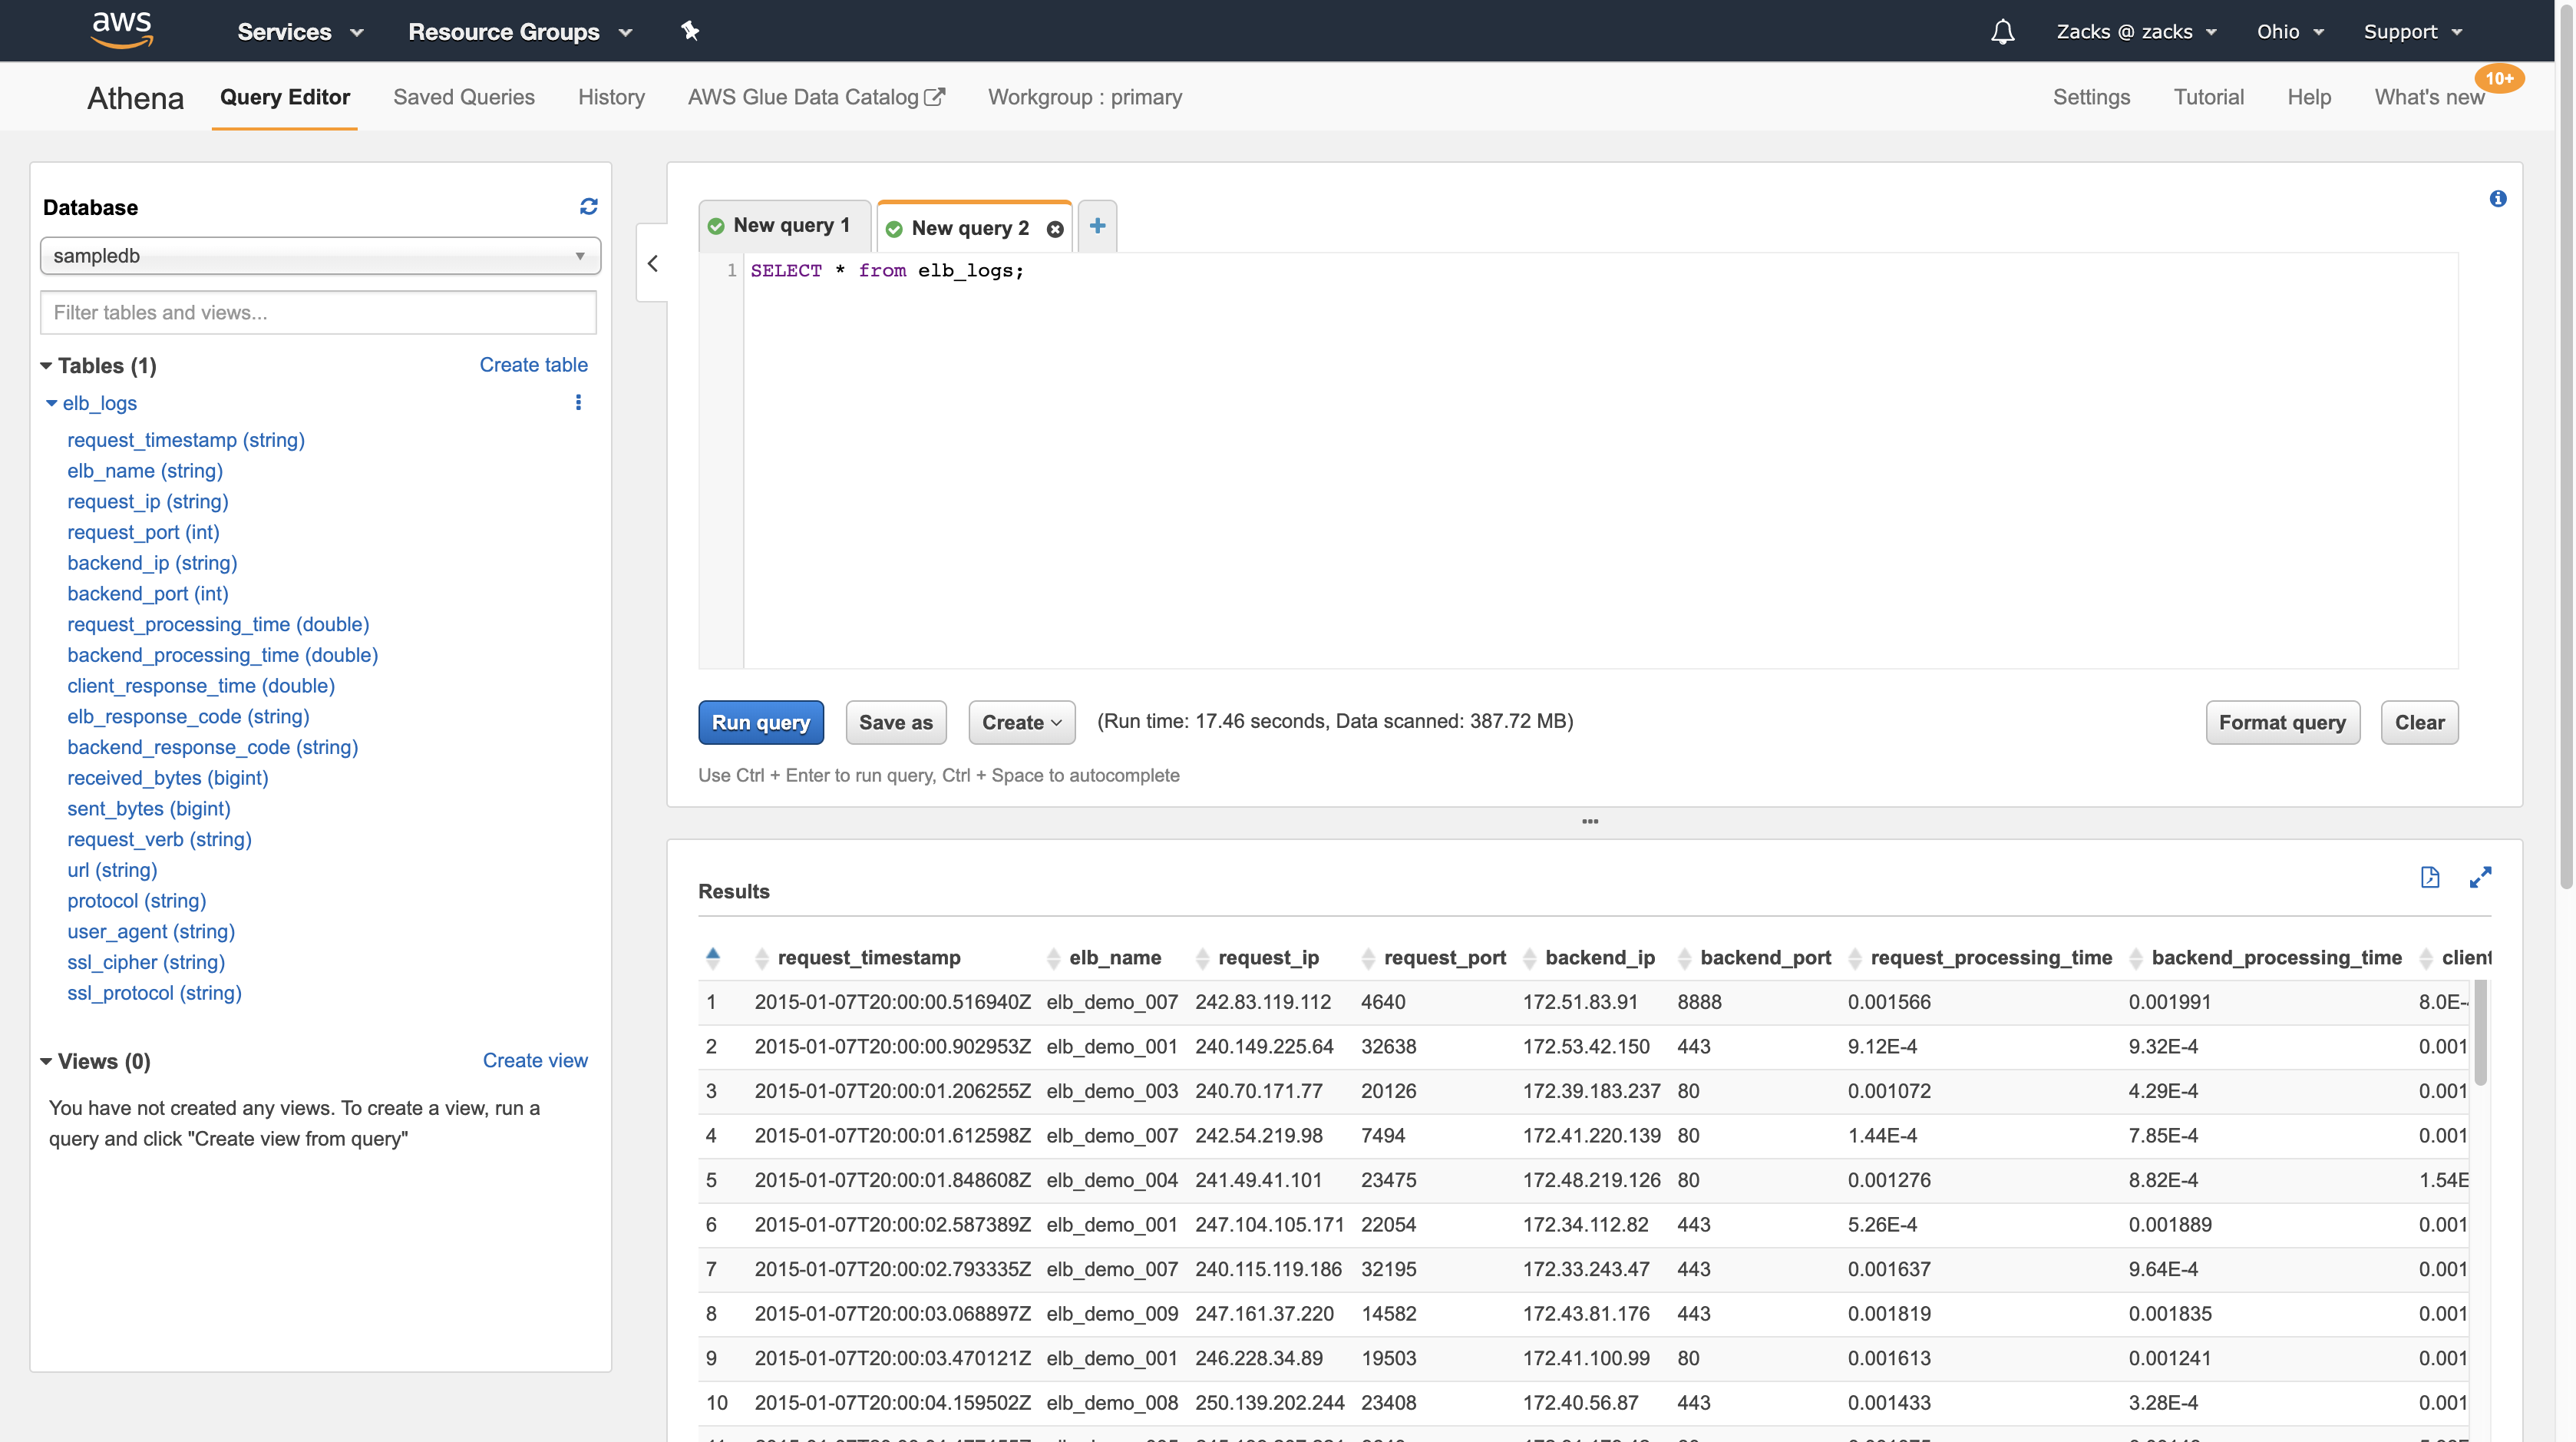 aws Services Resource Groups Zacks @ zacks Ohio Support
Athena Query Editor Saved Queries History AWS Glue Data Catalog Workgroup : primary Settings Tutorial Help What's new 10+
Database
sampledb
Filter tables and views...
Tables (1) Create table
elb_logs
request_timestamp (string)
elb_name (string)
request_ip (string)
request_port (int)
backend_ip (string)
backend_port (int)
request_processing_time (double)
backend_processing_time (double)
client_response_time (double)
elb_response_code (string)
backend_response_code (string)
received_bytes (bigint)
sent_bytes (bigint)
request_verb (string)
url (string)
protocol (string)
user_agent (string)
ssl_cipher (string)
ssl_protocol (string)
Views (0) Create view
You have not created any views. To create a view, run a
query and click "Create view from query"
New query 1 New query 2
1 SELECT * from elb_logs;
Run query Save as Create (Run time: 17.46 seconds, Data scanned: 387.72 MB) Format query Clear
Use Ctrl + Enter to run query, Ctrl + Space to autocomplete
Results
request_timestamp elb_name request_ip request_port backend_ip backend_port request_processing_time backend_processing_time client
1 2015-01-07T20:00:00.516940Z elb_demo_007 242.83.119.112 4640 172.51.83.91 8888 0.001566 0.001991 8.0E-
2 2015-01-07T20:00:00.902953Z elb_demo_001 240.149.225.64 32638 172.53.42.150 443 9.12E-4 9.32E-4 0.001
3 2015-01-07T20:00:01.206255Z elb_demo_003 240.70.171.77 20126 172.39.183.237 80 0.001072 4.29E-4 0.001
4 2015-01-07T20:00:01.612598Z elb_demo_007 242.54.219.98 7494 172.41.220.139 80 1.44E-4 7.85E-4 0.001
5 2015-01-07T20:00:01.848608Z elb_demo_004 241.49.41.101 23475 172.48.219.126 80 0.001276 8.82E-4 1.54E
6 2015-01-07T20:00:02.587389Z elb_demo_001 247.104.105.171 22054 172.34.112.82 443 5.26E-4 0.001889 0.001
7 2015-01-07T20:00:02.793335Z elb_demo_007 240.115.119.186 32195 172.33.243.47 443 0.001637 9.64E-4 0.001
8 2015-01-07T20:00:03.068897Z elb_demo_009 247.161.37.220 14582 172.43.81.176 443 0.001819 0.001835 0.001
9 2015-01-07T20:00:03.470121Z elb_demo_001 246.228.34.89 19503 172.41.100.99 80 0.001613 0.001241 0.001
10 2015-01-07T20:00:04.159502Z elb_demo_008 250.139.202.244 23408 172.40.56.87 443 0.001433 3.28E-4 0.001